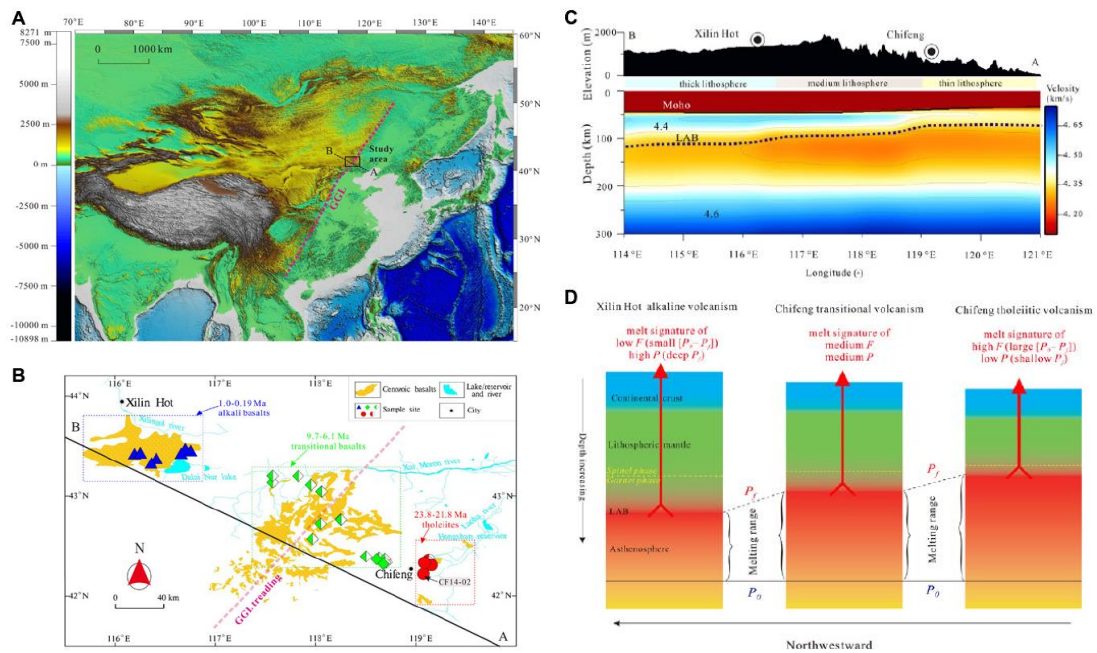 A
70°E 80°E 90°E 100°E 110°E 120°E 130°E 140°E
8271 m
7500 m
5000 m
2500 m
0 m
-2500 m
-5000 m
-7500 m
-10000 m
-10898 m
0 1000 km
60°N
50°N
40°N
30°N
20°N
B
Study
area
A
GGL
B
116°E 117°E 118°E 119°E
44°N
43°N
42°N
Xilin Hot
1.0-0.19 Ma
alkali basalts
B
Cenozoic basalts
Lake/reservoir
and river
Sample site
City
9.7-6.1 Ma
transitional basalts
Xar Moron river
23.8-21.8 Ma
tholeiites
Chifeng
CF14-02
GGL treading
N
0 40 km
A
116°E 117°E 118°E 119°E
44°N
43°N
42°N
C
Elevation (m)
2000
0
B
Xilin Hot
Chifeng
A
thick lithosphere medium lithosphere thin lithosphere
Depth (km)
0
100
200
300
Moho
4.4
LAB
4.6
Velosity
(km/s)
4.65
4.50
4.35
4.20
114°E 115°E 116°E 117°E 118°E 119°E 120°E 121°E
Longitude (-)
D
Xilin Hot alkaline volcanism
Chifeng transitional volcanism
Chifeng tholeiitic volcanism
melt signature of
low F (small [P₀–Pf])
high P (deep Pf)
melt signature of
medium F
medium P
melt signature of
high F (large [P₀–Pf])
low P (shallow Pf)
Depth increasing
Continental crust
Lithospheric mantle
Spinel phase
Garnet phase
LAB
Asthenosphere
Pf
Pf
Melting range
Melting range
P₀
P₀
Northwestward